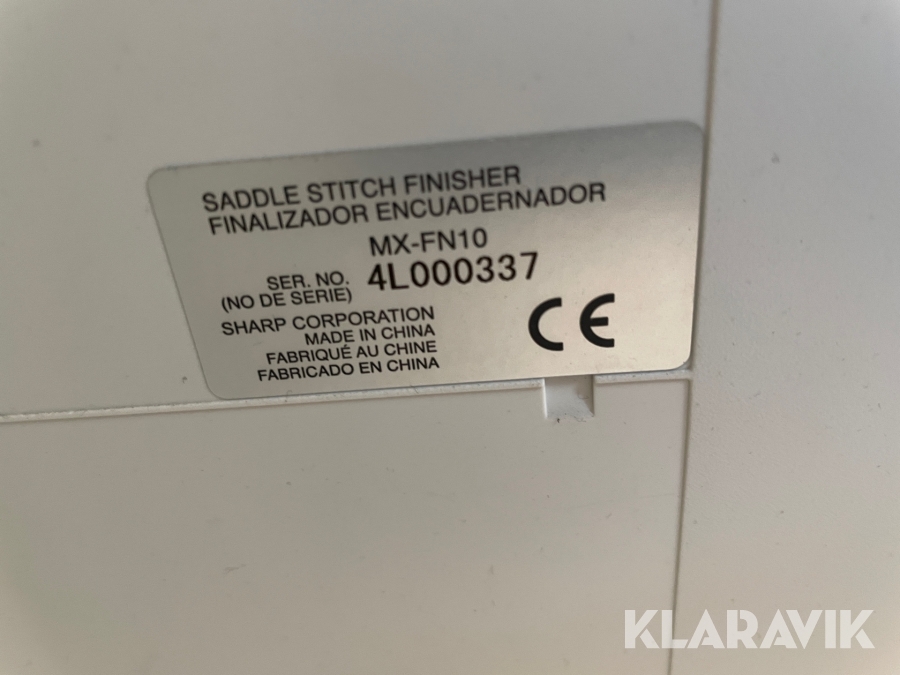 SADDLE STITCH FINISHER
FINALIZADOR ENCUADERNADOR
MX-FN10
SER. NO. 4L000337
(NO DE SERIE)
SHARP CORPORATION
MADE IN CHINA
FABRIQUÉ AU CHINE
FABRICADO EN CHINA
CE
KLARAVIK